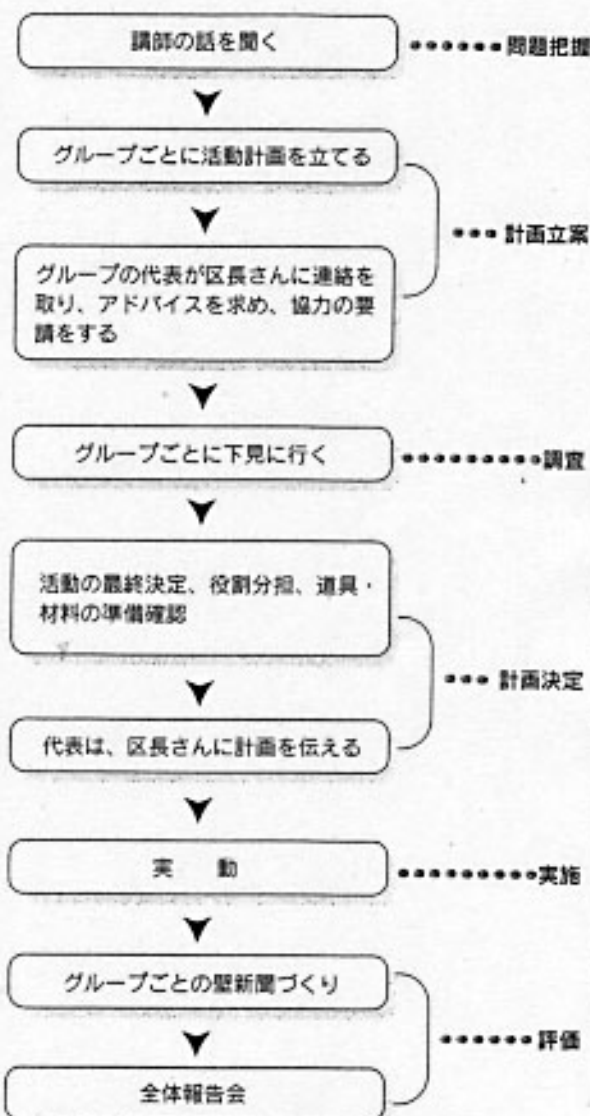 講師の話を聞く
問題把握
グループごとに活動計画を立てる
計画立案
グループの代表が区長さんに連絡を
取り、アドバイスを求め、協力の要
請をする
グループごとに下見に行く
調査
活動の最終決定、役割分担、道具・
材料の準備確認
計画決定
代表は、区長さんに計画を伝える
実　動
実施
グループごとの壁新聞づくり
評価
全体報告会